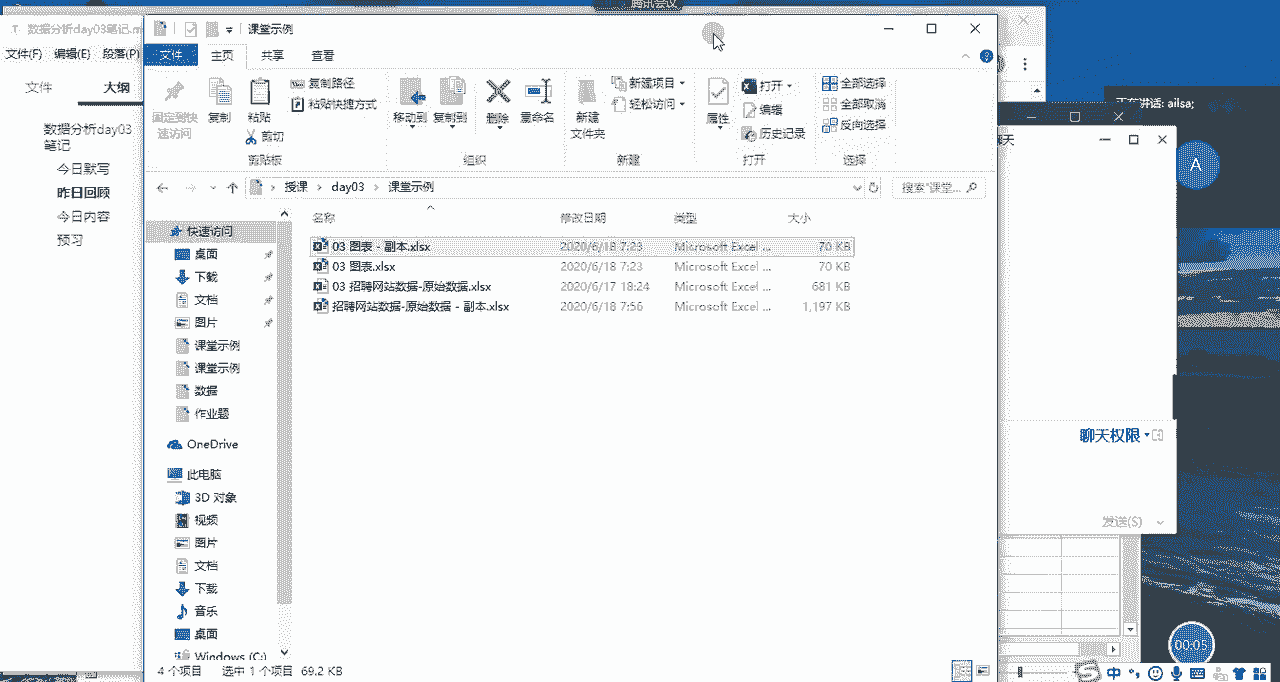 腾讯会议
数据分析day03笔记.m
课堂示例
文件(F) 编辑(E) 段落(P)
文件 主页 共享 查看
文件 大纲
数据分析day03
笔记
今日默写
昨日回顾
今日内容
预习
固定到快
速访问
复制
粘贴
复制路径
粘贴快捷方式
剪切
剪贴板
移动到 复制到 删除 重命名
组织
新建
文件夹
新建项目
轻松访问
新建
属性
打开
编辑
历史记录
打开
全部选择
全部取消
反向选择
选择
正在讲话: ailsa;
A
授课 › day03 › 课堂示例
搜索"课堂...
名称 修改日期 类型 大小
03 图表 - 副本.xlsx 2020/6/18 7:23 Microsoft Excel ... 70 KB
03 图表.xlsx 2020/6/18 7:23 Microsoft Excel ... 70 KB
03 招聘网站数据-原始数据.xlsx 2020/6/17 18:24 Microsoft Excel ... 681 KB
招聘网站数据-原始数据 - 副本.xlsx 2020/6/18 7:56 Microsoft Excel ... 1,197 KB
快速访问
桌面
下载
文档
图片
课堂示例
课堂示例
数据
作业题
OneDrive
此电脑
3D 对象
视频
图片
文档
下载
音乐
桌面
Windows (C:)
4 个项目 选中 1 个项目 69.2 KB
聊天权限
发送(S)
00:05
中